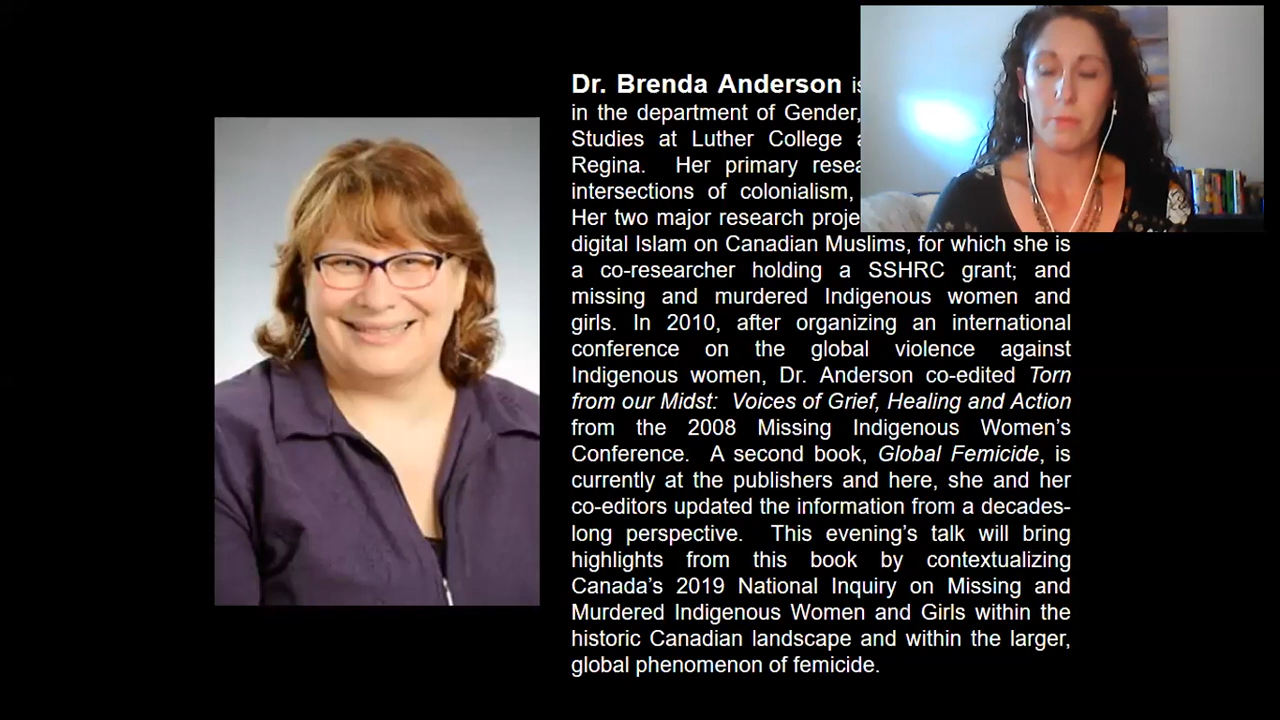 Dr. Brenda Anderson
in the department of Gender,
Studies at Luther College
Regina. Her primary
intersections of colonialism,
Her two major research
digital Islam on Canadian Muslims, for which she is
a co-researcher holding a SSHRC grant; and
missing and murdered Indigenous women and
girls. In 2010, after organizing an international
conference on the global violence against
Indigenous women, Dr. Anderson co-edited Torn
from our Midst: Voices of Grief, Healing and Action
from the 2008 Missing Indigenous Women's
Conference. A second book, Global Femicide, is
currently at the publishers and here, she and her
co-editors updated the information from a decades-
long perspective. This evening's talk will bring
highlights from this book by contextualizing
Canada's 2019 National Inquiry on Missing and
Murdered Indigenous Women and Girls within the
historic Canadian landscape and within the larger,
global phenomenon of femicide.